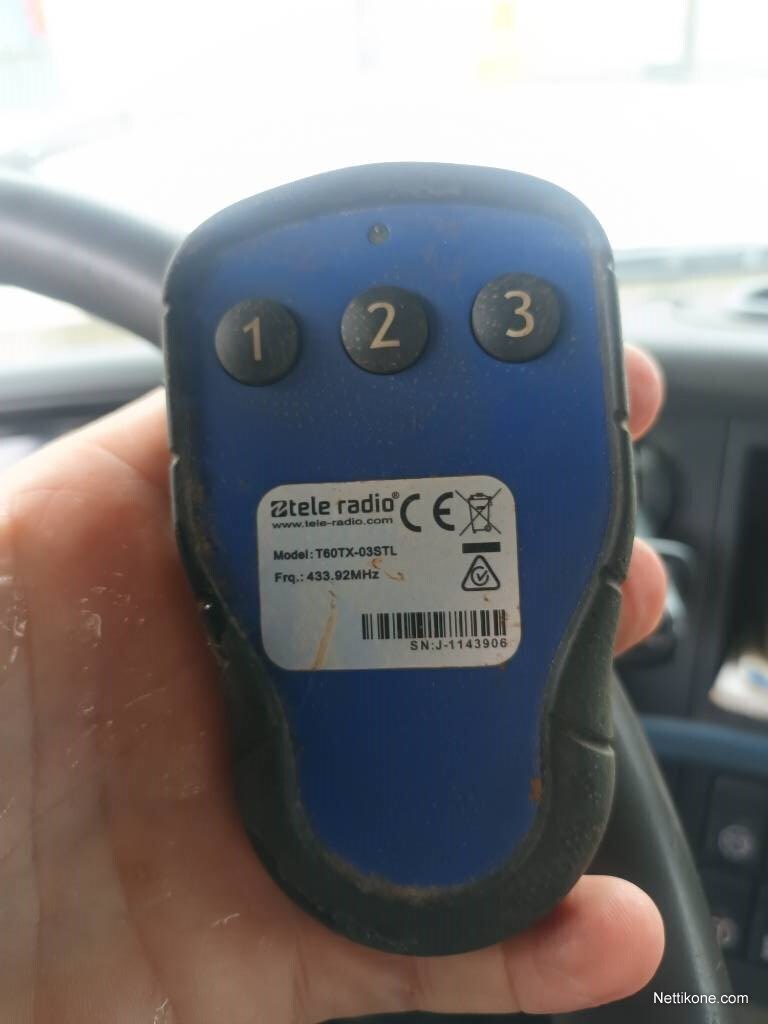 1 2 3
tele radio®
www.tele-radio.com
CE
Model: T60TX-03STL
Frq.: 433.92MHz
SN:J-1143906
Nettikone.com